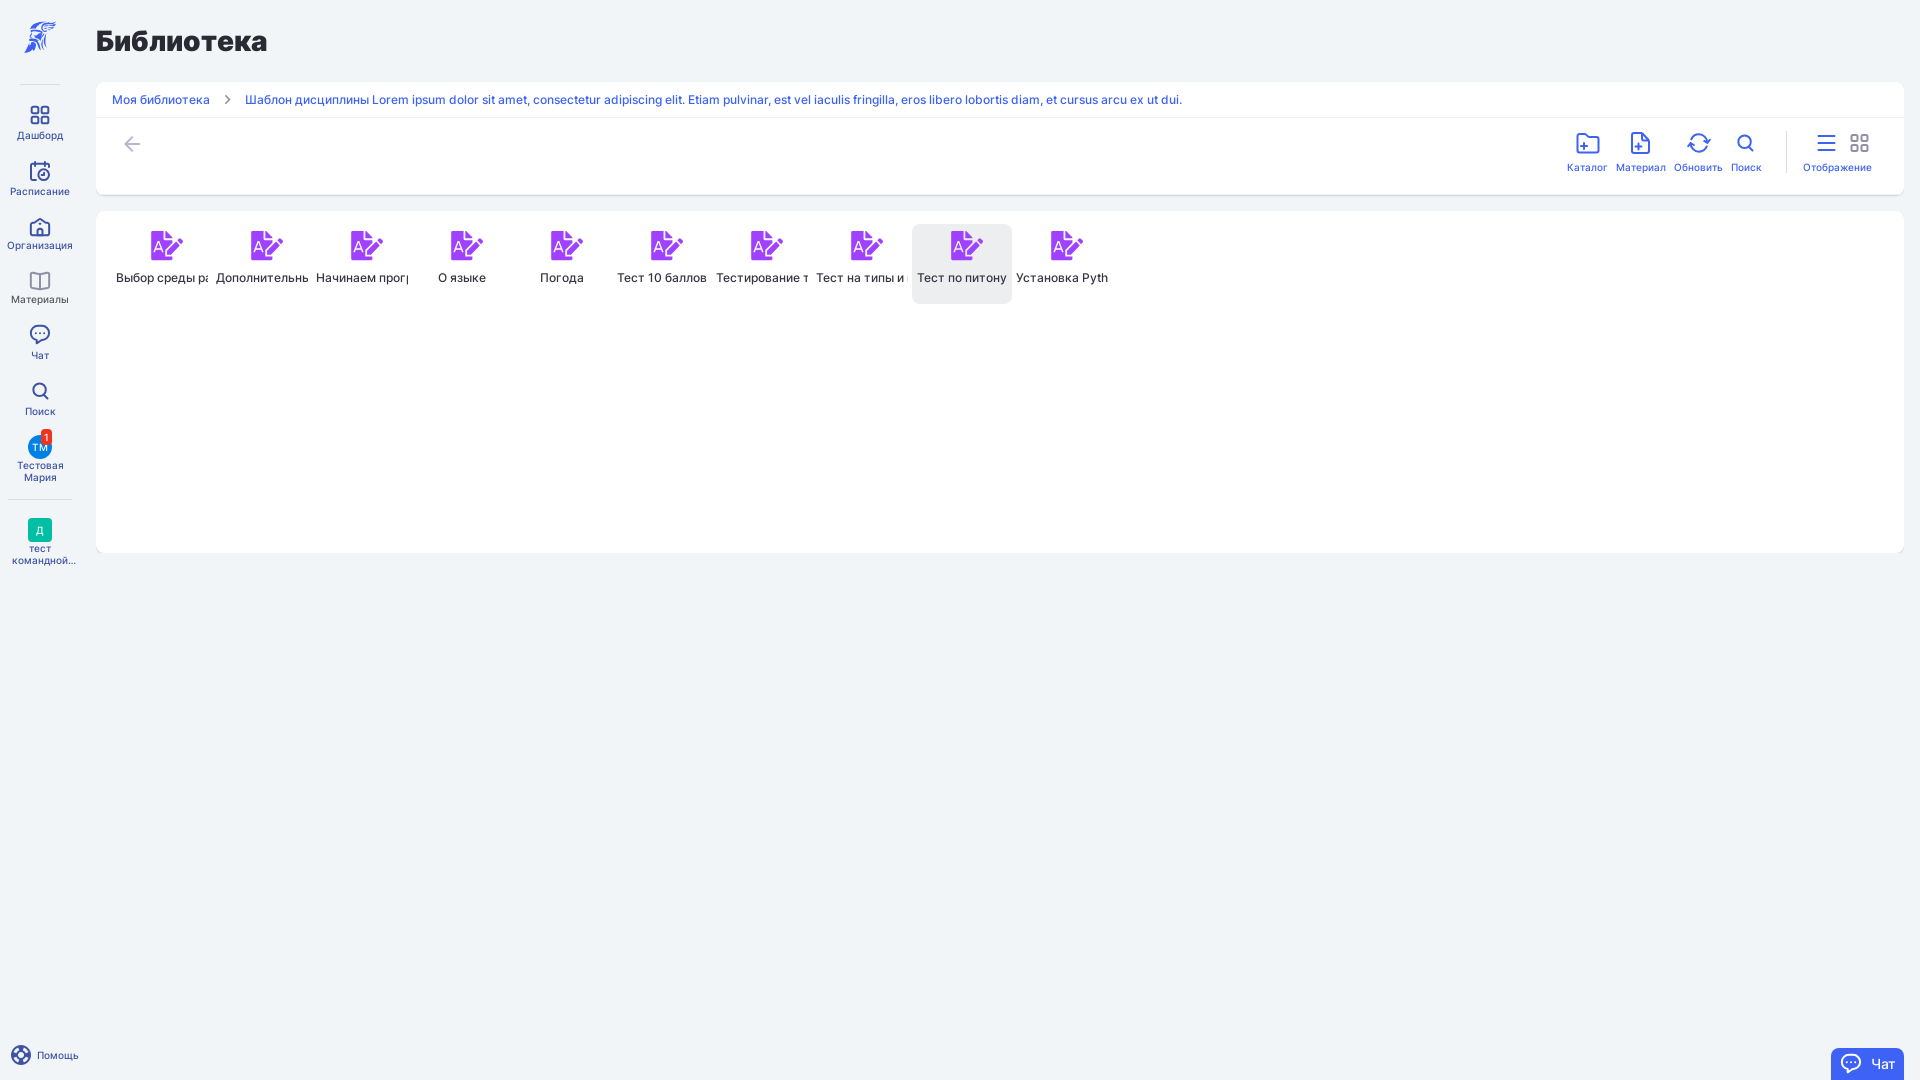 Библиотека
Моя библиотека
Шаблон дисциплины Lorem ipsum dolor sit amet, consectetur adipiscing elit. Etiam pulvinar, est vel iaculis fringilla, eros libero lobortis diam, et cursus arcu ex ut dui.
Каталог
Материал
Обновить
Поиск
Отображение
Выбор среды ра
Дополнительны
Начинаем прогр
О языке
Погода
Тест 10 баллов
Тестирование т
Тест на типы и
Тест по питону
Установка Pyth
Дашборд
Расписание
Организация
Материалы
Чат
Поиск
ТМ
1
Тестовая
Мария
Д
тест
командной...
Помощь
Чат